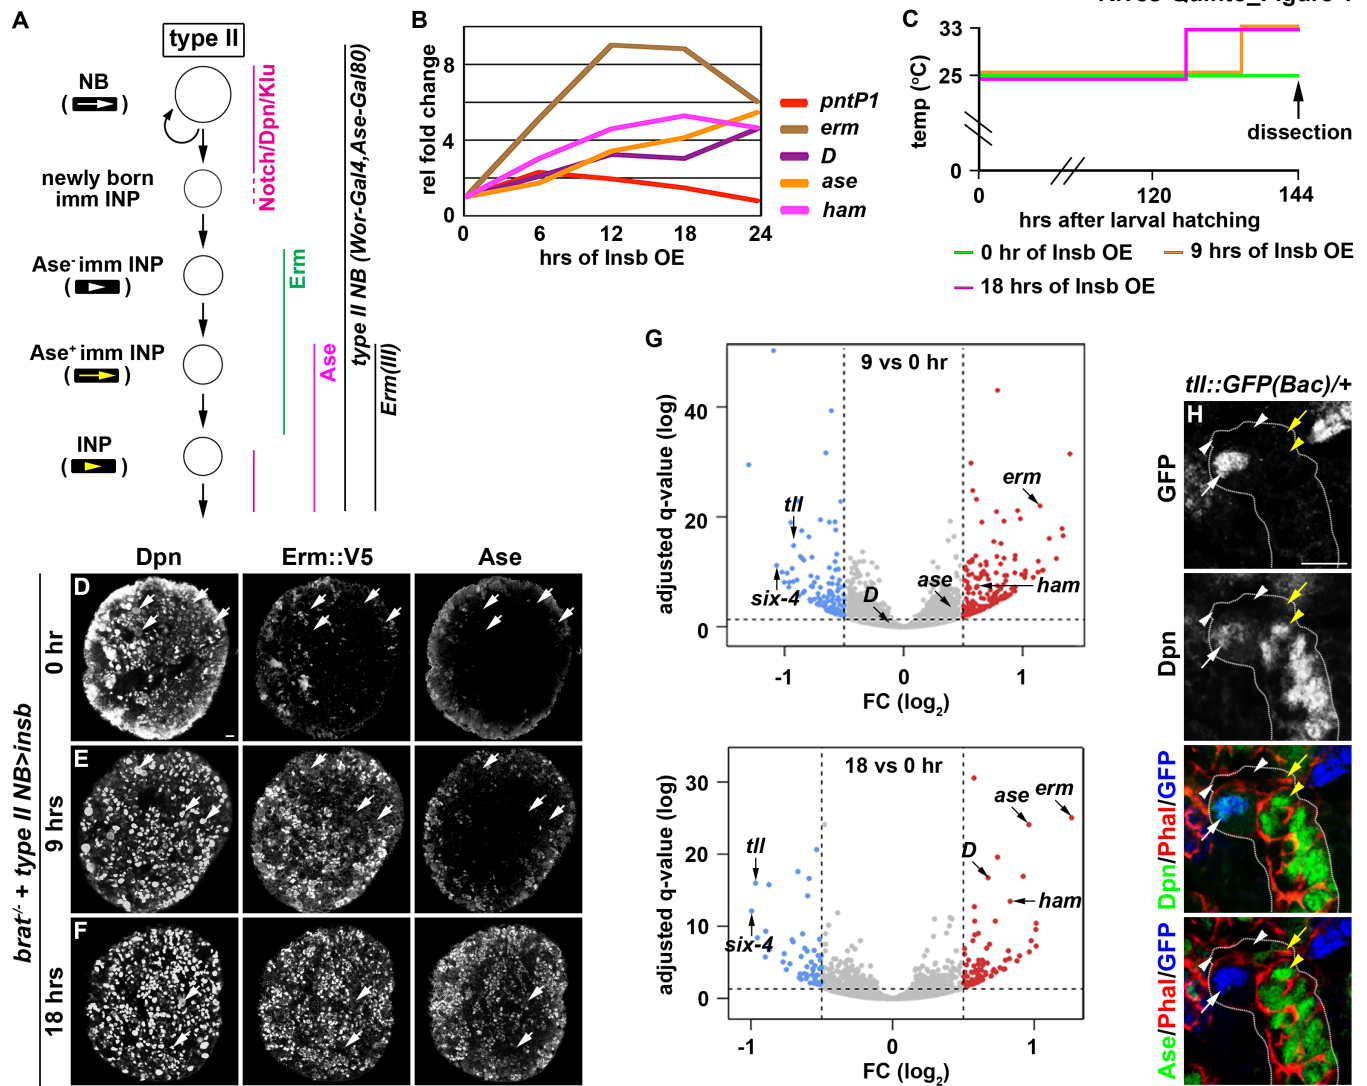 A
type II
NB
( )
newly born
imm INP
Ase- imm INP
( )
Ase+ imm INP
( )
INP
( )
Notch/Dpn/Klu
Erm
Ase
type II NB (Wor-Gal4,Ase-Gal80)
Erm(III)
B
rel fold change
8
4
0
0
6
12
18
24
hrs of Insb OE
pntP1
erm
D
ase
ham
C
temp (°C)
33
25
0
0
120
144
dissection
hrs after larval hatching
0 hr of Insb OE
9 hrs of Insb OE
18 hrs of Insb OE
brat-/- + type II NB>insb
Dpn
Erm::V5
Ase
D
0 hr
E
9 hrs
F
18 hrs
G
9 vs 0 hr
adjusted q-value (log)
40
20
0
tll
six-4
D
ase
erm
ham
-1
0
1
FC (log2)
18 vs 0 hr
adjusted q-value (log)
30
20
10
0
tll
six-4
D
ase
erm
ham
-1
0
1
FC (log2)
tll::GFP(Bac)/+
H
GFP
Dpn
Dpn/Phal/GFP
Ase/Phal/GFP